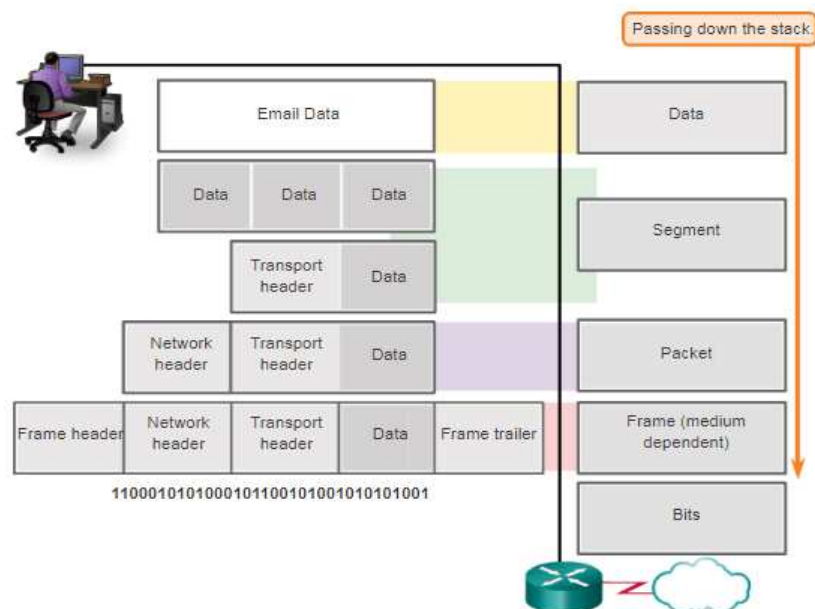 Passing down the stack.
Email Data
Data
Data
Data
Data
Segment
Transport
header
Data
Network
header
Transport
header
Data
Packet
Frame header
Network
header
Transport
header
Data
Frame trailer
Frame (medium
dependent)
1100010101000101100101001010101001
Bits